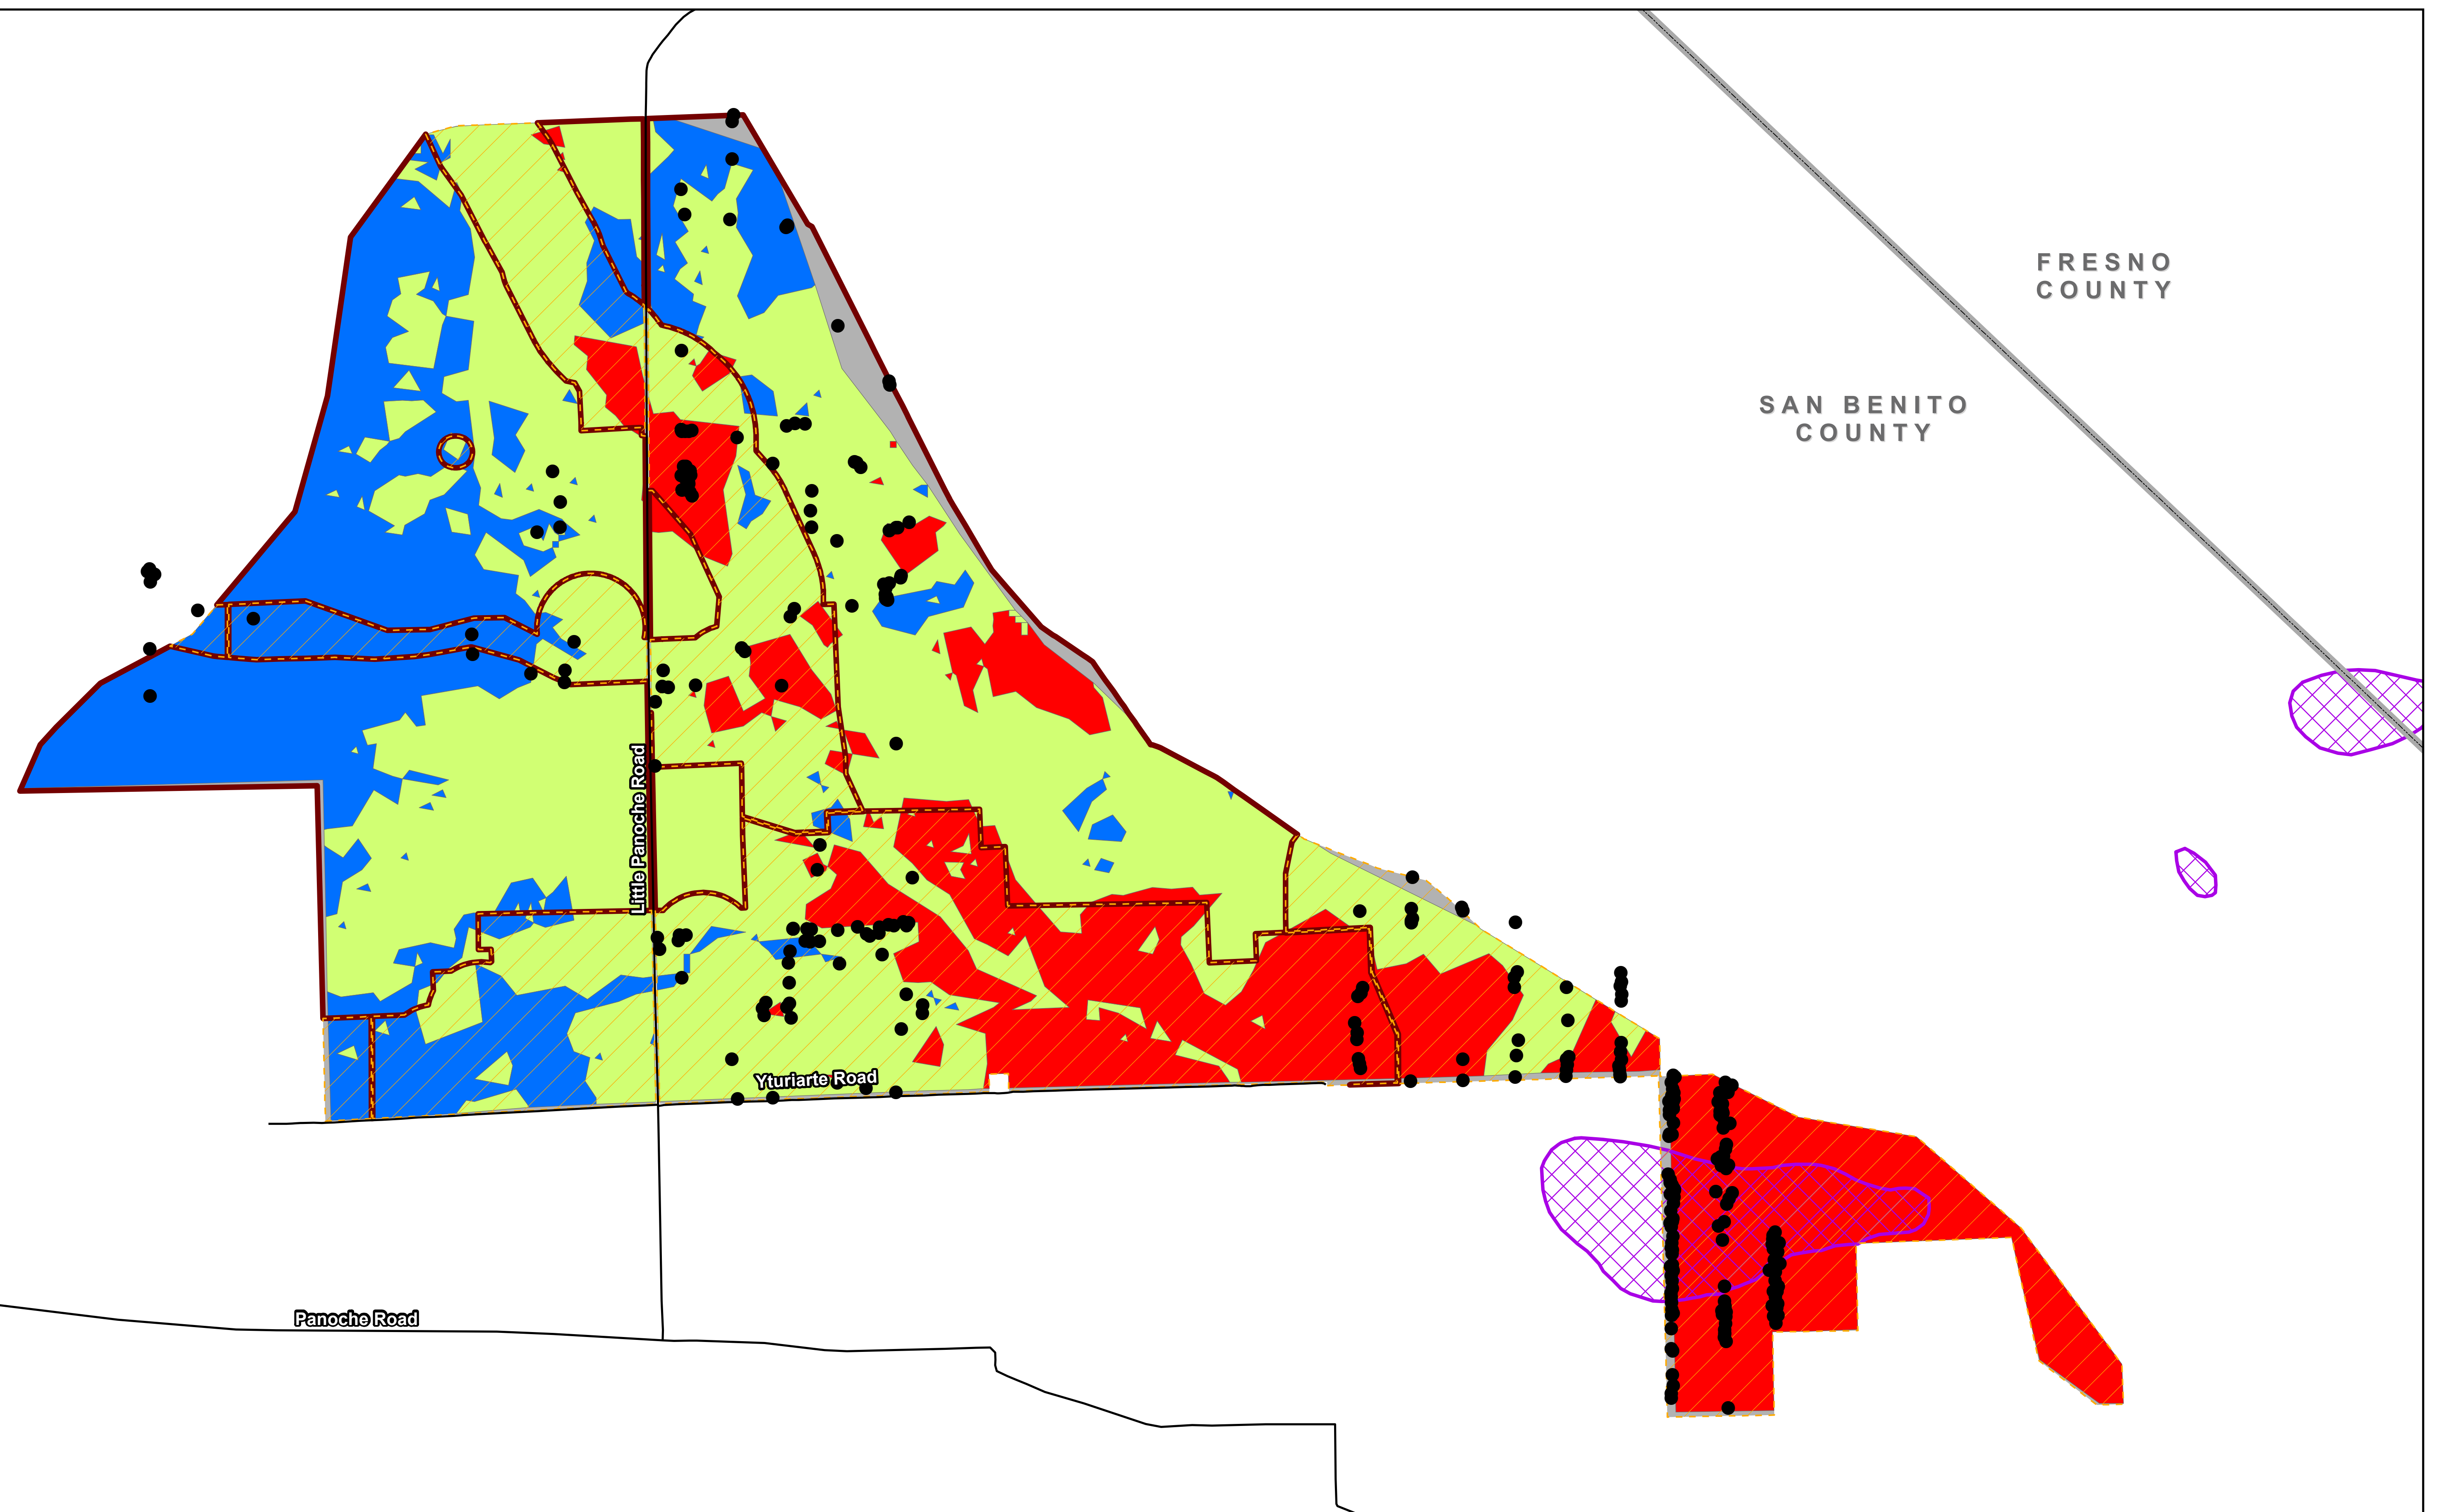 FRESNO
COUNTY
SAN BENITO
COUNTY
Little Panoche Road
Yturiarte Road
Panoche Road